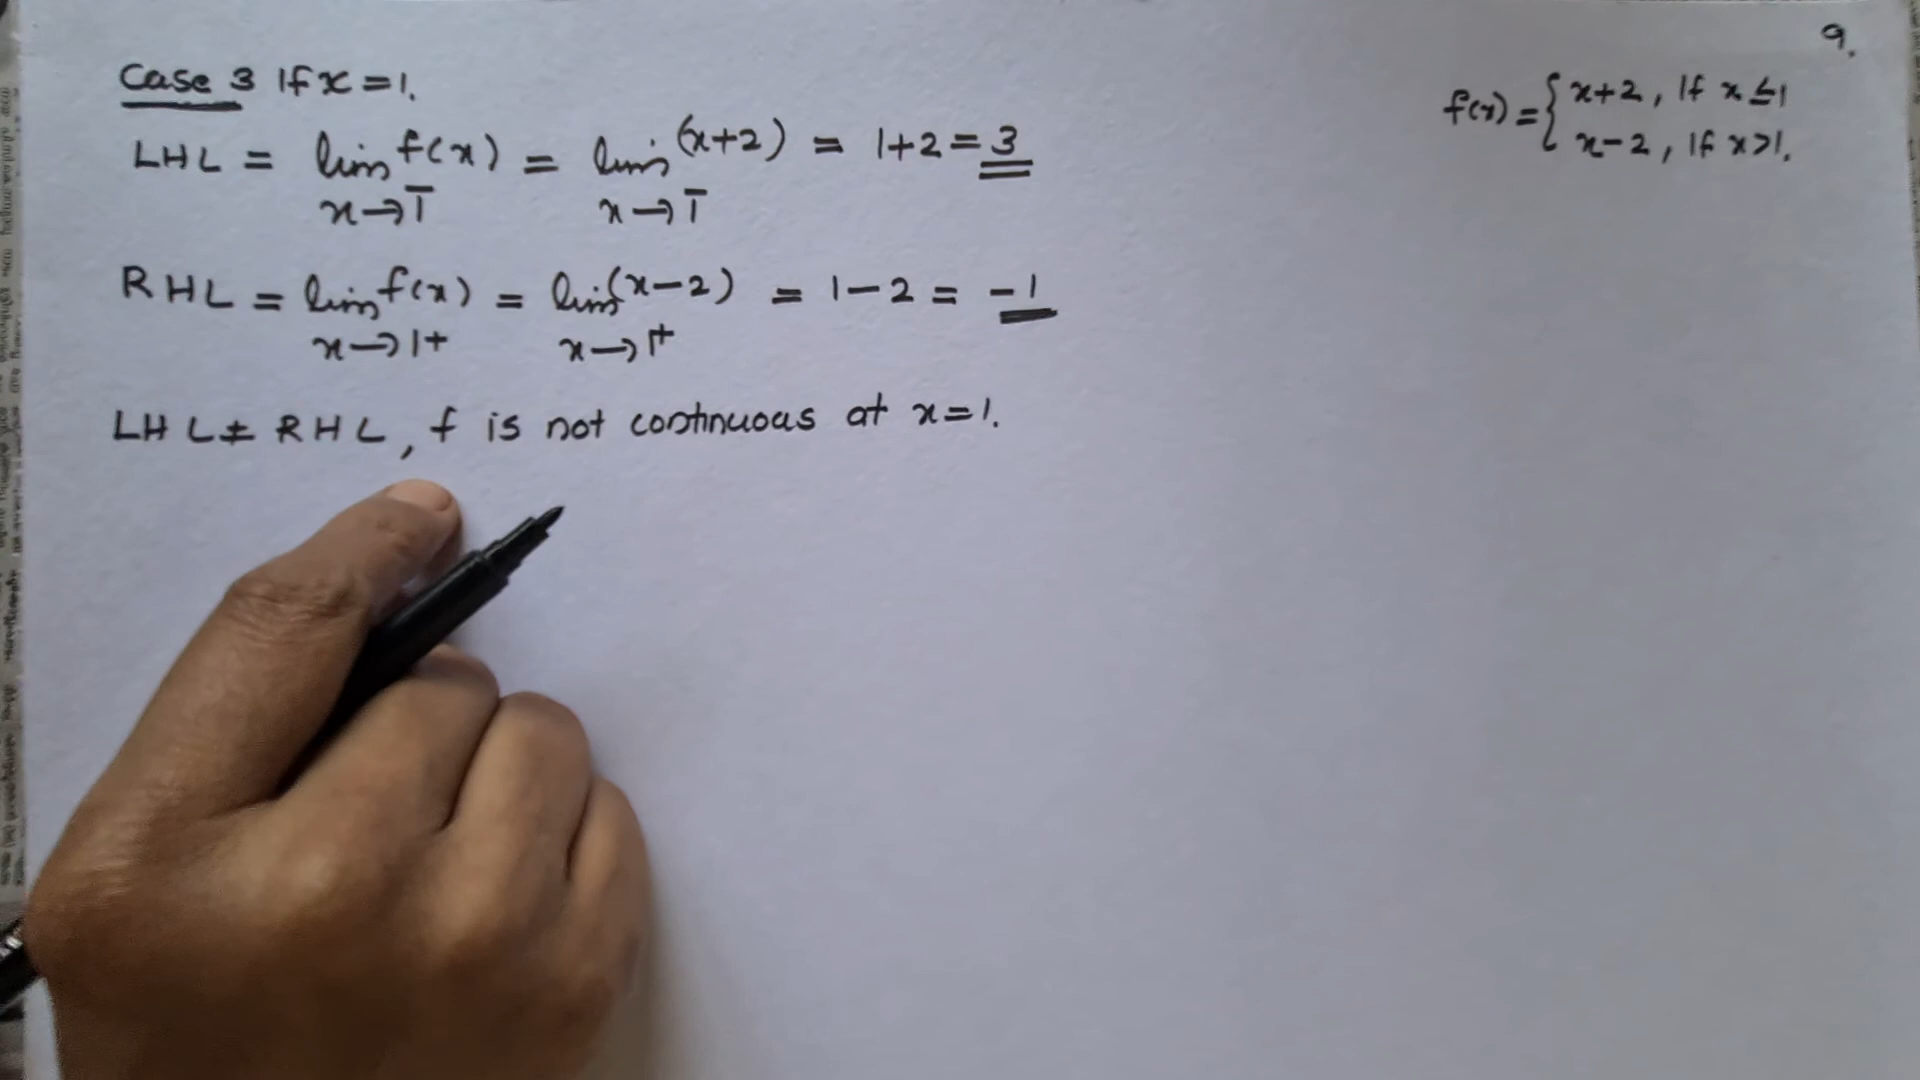 9.
Case 3 If x = 1.
f(x) = { x+2, If x ≤ 1
x-2, If x > 1.
LHL = lim f(x) = lim (x+2) = 1+2 = 3
x→1⁻ x→1⁻
RHL = lim f(x) = lim (x-2) = 1-2 = -1
x→1+ x→1+
LHL ≠ RHL, f is not continuous at x = 1.